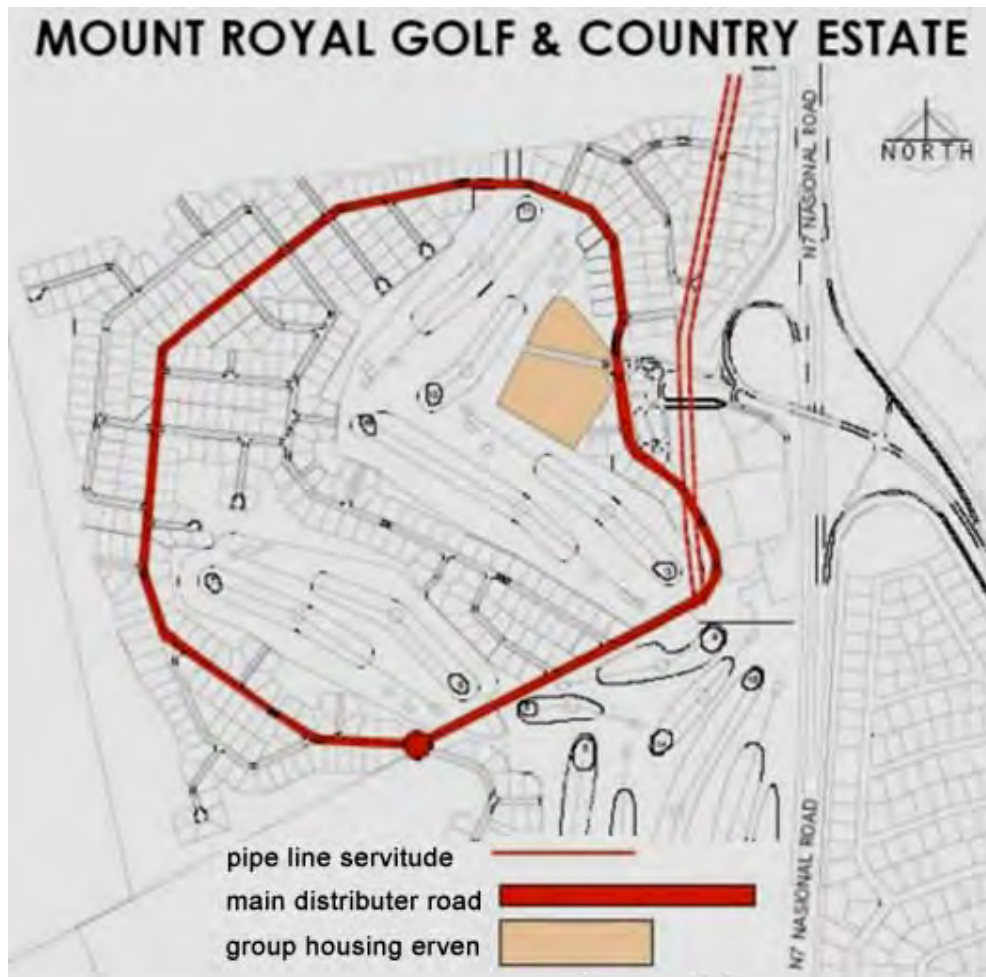 MOUNT ROYAL GOLF & COUNTRY ESTATE
N7 NASIONAL ROAD
NORTH
pipe line servitude
main distributer road
group housing erven
N7 NASIONAL ROAD